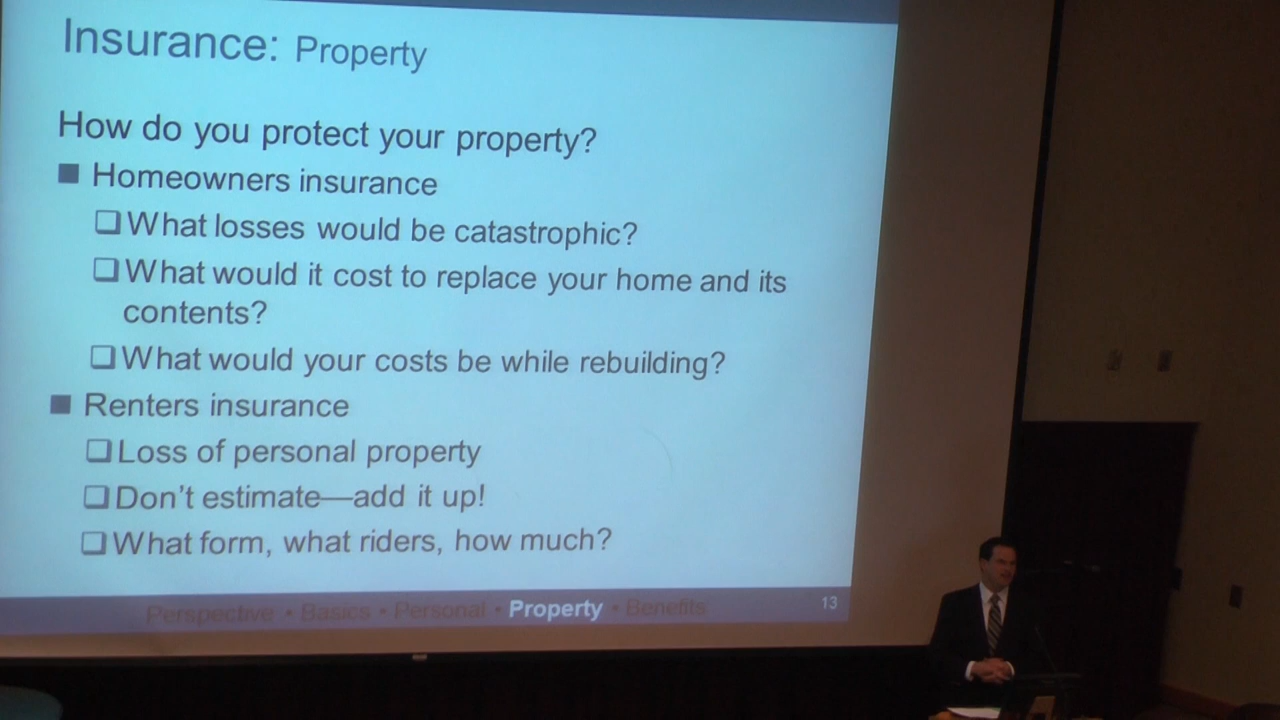 Insurance: Property
How do you protect your property?
Homeowners insurance
What losses would be catastrophic?
What would it cost to replace your home and its
contents?
What would your costs be while rebuilding?
Renters insurance
Loss of personal property
Don't estimate—add it up!
What form, what riders, how much?
Perspective • Basics • Personal • Property • Benefits 13